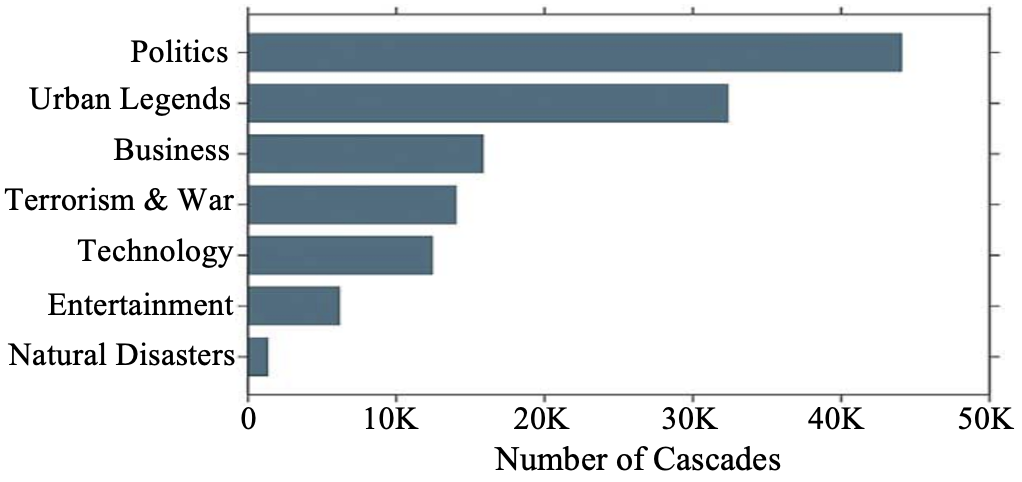 Politics
Urban Legends
Business
Terrorism & War
Technology
Entertainment
Natural Disasters
0 10K 20K 30K 40K 50K
Number of Cascades